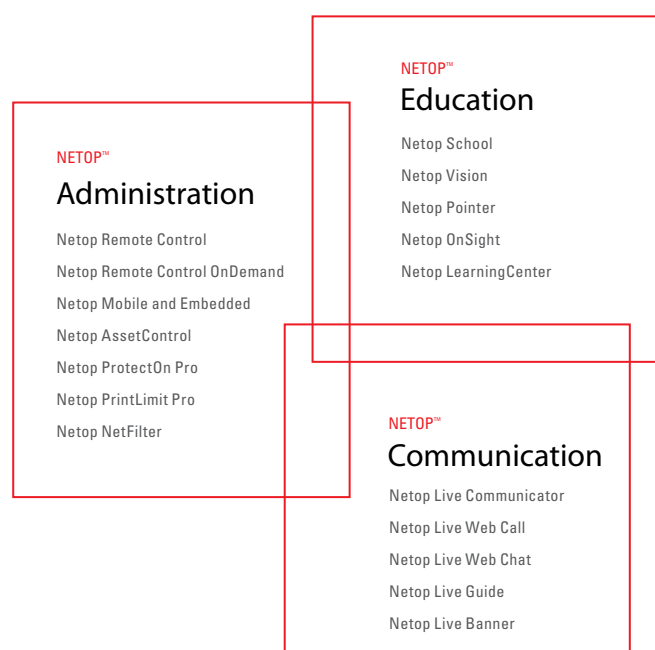 NETOP™
Education
Netop School
Netop Vision
Netop Pointer
Netop OnSight
Netop LearningCenter
NETOP™
Administration
Netop Remote Control
Netop Remote Control OnDemand
Netop Mobile and Embedded
Netop AssetControl
Netop ProtectOn Pro
Netop PrintLimit Pro
Netop NetFilter
NETOP™
Communication
Netop Live Communicator
Netop Live Web Call
Netop Live Web Chat
Netop Live Guide
Netop Live Banner